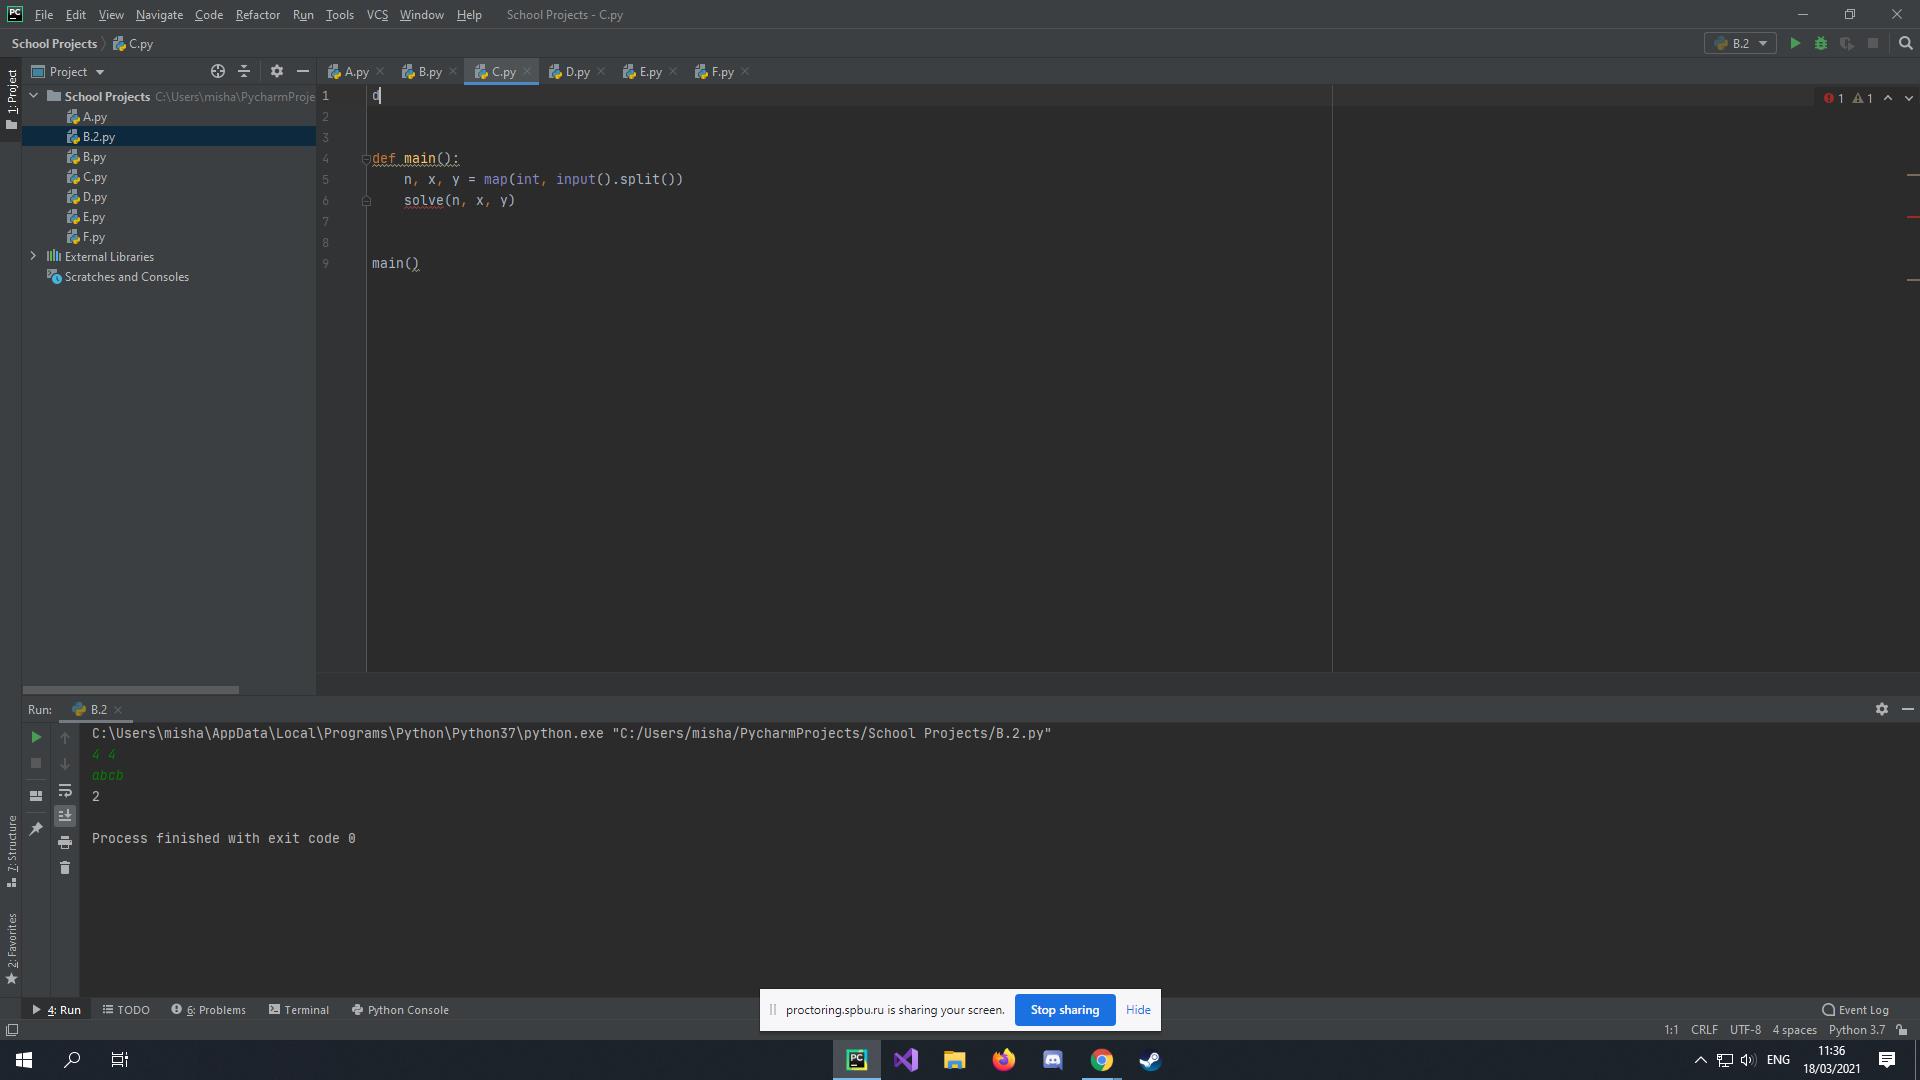 PC File Edit View Navigate Code Refactor Run Tools VCS Window Help School Projects - C.py
School Projects C.py B.2
1: Project
Project
A.py B.py C.py D.py E.py F.py
School Projects C:\Users\misha\PycharmProje
A.py
B.2.py
B.py
C.py
D.py
E.py
F.py
External Libraries
Scratches and Consoles
1 d
2
3
4 def main():
5 n, x, y = map(int, input().split())
6 solve(n, x, y)
7
8
9 main()
1 1
Run: B.2
C:\Users\misha\AppData\Local\Programs\Python\Python37\python.exe "C:/Users/misha/PycharmProjects/School Projects/B.2.py"
4 4
abcb
2
Process finished with exit code 0
7: Structure
2: Favorites
proctoring.spbu.ru is sharing your screen. Stop sharing Hide
4: Run TODO 6: Problems Terminal Python Console Event Log
1:1 CRLF UTF-8 4 spaces Python 3.7
PC ENG 11:36
18/03/2021